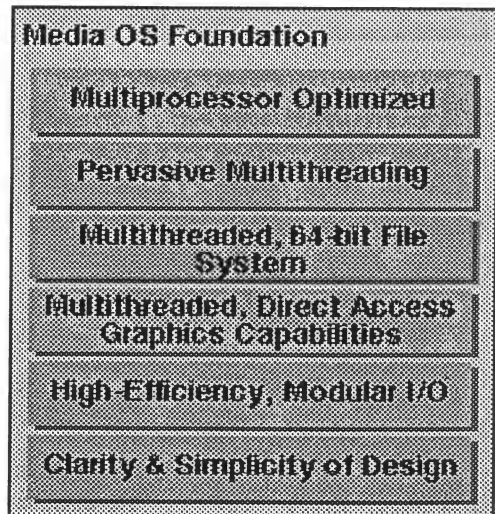 Media OS Foundation
Multiprocessor Optimized
Pervasive Multithreading
Multithreaded, 64-bit File
System
Multithreaded, Direct Access
Graphics Capabilities
High-Efficiency, Modular I/O
Clarity & Simplicity of Design